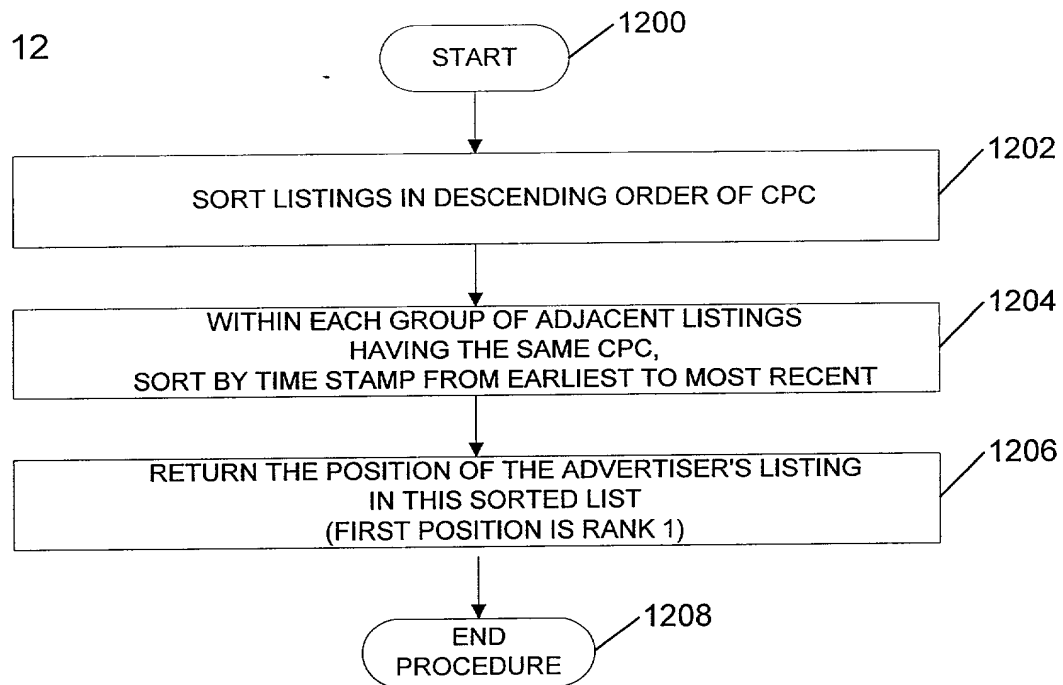 12
START
1200
1202
SORT LISTINGS IN DESCENDING ORDER OF CPC
1204
WITHIN EACH GROUP OF ADJACENT LISTINGS
HAVING THE SAME CPC,
SORT BY TIME STAMP FROM EARLIEST TO MOST RECENT
1206
RETURN THE POSITION OF THE ADVERTISER'S LISTING
IN THIS SORTED LIST
(FIRST POSITION IS RANK 1)
1208
END
PROCEDURE